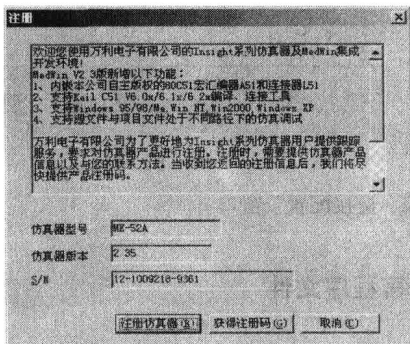 注册
欢迎您使用万利电子有限公司的Insight系列仿真器及MedWin集成
开发环境!
MedWin V2 3版新增以下功能:
1、内嵌本公司自主版权的80C51宏汇编器A51和连接器L51
2、支持Keil C51 V6.0x/6.1x/6 2x编译、连接工具
3、支持Windows 95/98/Me,Win NT,Win2000,Windows XP
4、支持源文件与项目文件处于不同路径下的仿真调试
万利电子有限公司为了更好地为Insight系列仿真器用户提供跟踪
服务,要求对仿真器产品进行注册。注册时,需要提供仿真器产品
信息以及与您的联系方法。当收到您返回的注册信息后,我们将尽
快提供产品注册码。
仿真器型号 ME-52A
仿真器版本 2 35
S/N 12-1009218-9361
注册仿真器(S) 获得注册码(G) 取消(C)